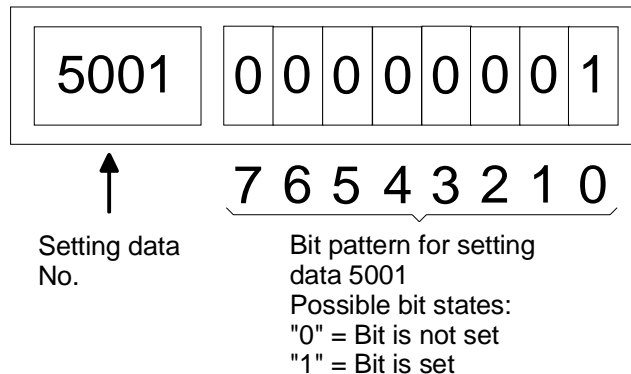 5001 0 0 0 0 0 0 0 1
7 6 5 4 3 2 1 0
Setting data
No.
Bit pattern for setting
data 5001
Possible bit states:
"0" = Bit is not set
"1" = Bit is set